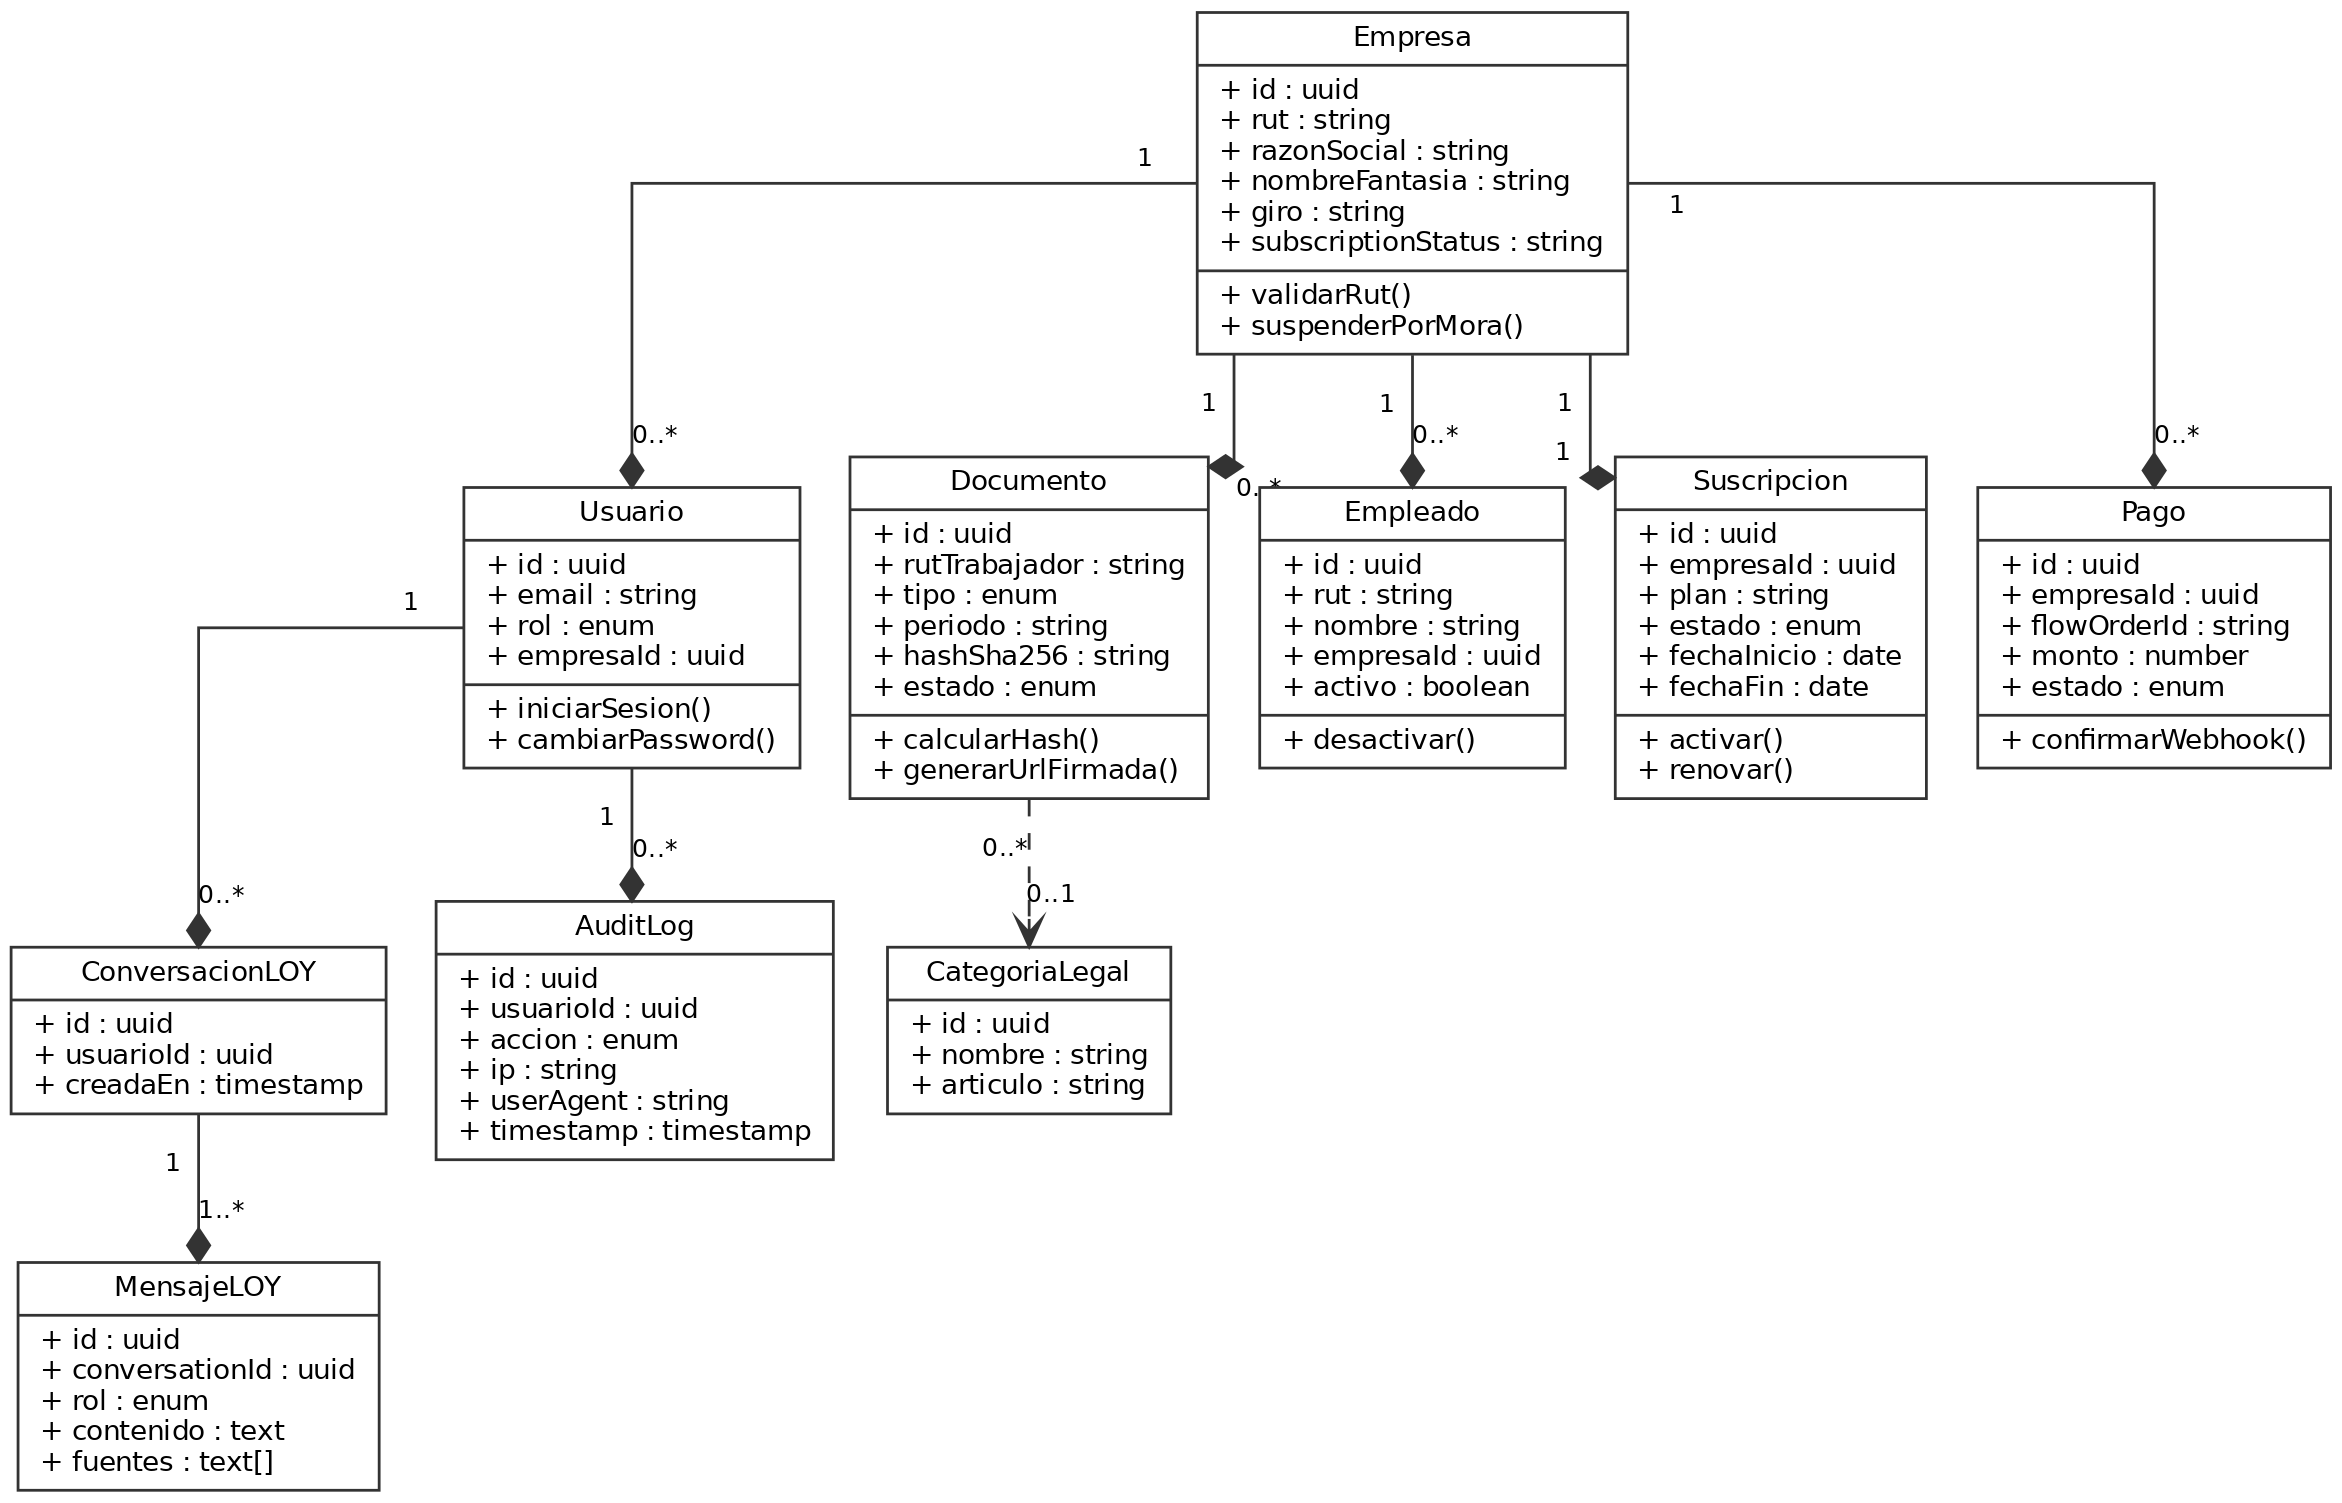 Empresa
+ id : uuid
+ rut : string
+ razonSocial : string
+ nombreFantasia : string
+ giro : string
+ subscriptionStatus : string
+ validarRut()
+ suspenderPorMora()
1
1
1
1
1
0..*
0..*
0..*
1
0..*
Usuario
+ id : uuid
+ email : string
+ rol : enum
+ empresaId : uuid
+ iniciarSesion()
+ cambiarPassword()
Documento
+ id : uuid
+ rutTrabajador : string
+ tipo : enum
+ periodo : string
+ hashSha256 : string
+ estado : enum
+ calcularHash()
+ generarUrlFirmada()
Empleado
+ id : uuid
+ rut : string
+ nombre : string
+ empresaId : uuid
+ activo : boolean
+ desactivar()
Suscripcion
+ id : uuid
+ empresaId : uuid
+ plan : string
+ estado : enum
+ fechaInicio : date
+ fechaFin : date
+ activar()
+ renovar()
Pago
+ id : uuid
+ empresaId : uuid
+ flowOrderId : string
+ monto : number
+ estado : enum
+ confirmarWebhook()
1
0..*
1
0..*
0..*
0..1
ConversacionLOY
+ id : uuid
+ usuarioId : uuid
+ creadaEn : timestamp
AuditLog
+ id : uuid
+ usuarioId : uuid
+ accion : enum
+ ip : string
+ userAgent : string
+ timestamp : timestamp
CategoriaLegal
+ id : uuid
+ nombre : string
+ articulo : string
1
1..*
MensajeLOY
+ id : uuid
+ conversationId : uuid
+ rol : enum
+ contenido : text
+ fuentes : text[]